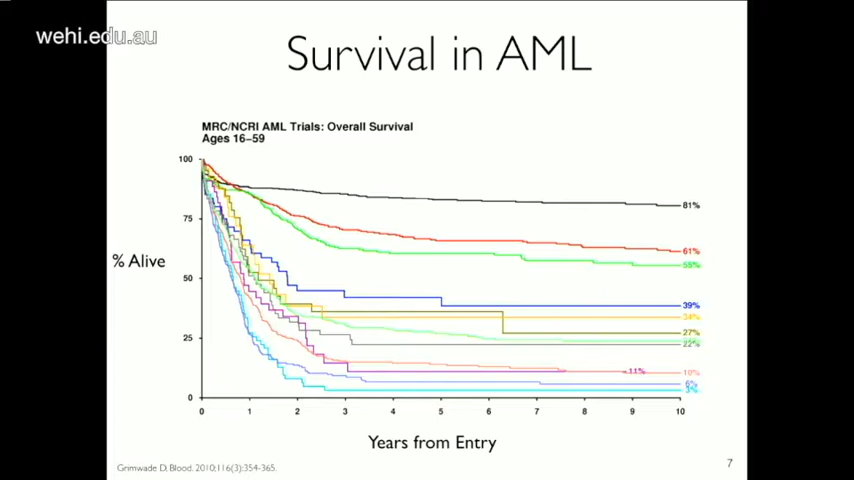 wehi.edu.au
Survival in AML
MRC/NCRI AML Trials: Overall Survival
Ages 16–59
100
75
50
25
0
% Alive
81%
61%
55%
39%
34%
27%
22%
11%
10%
6%
3%
0 1 2 3 4 5 6 7 8 9 10
Years from Entry
Grimwade D, Blood. 2010;116(3):354-365.
7